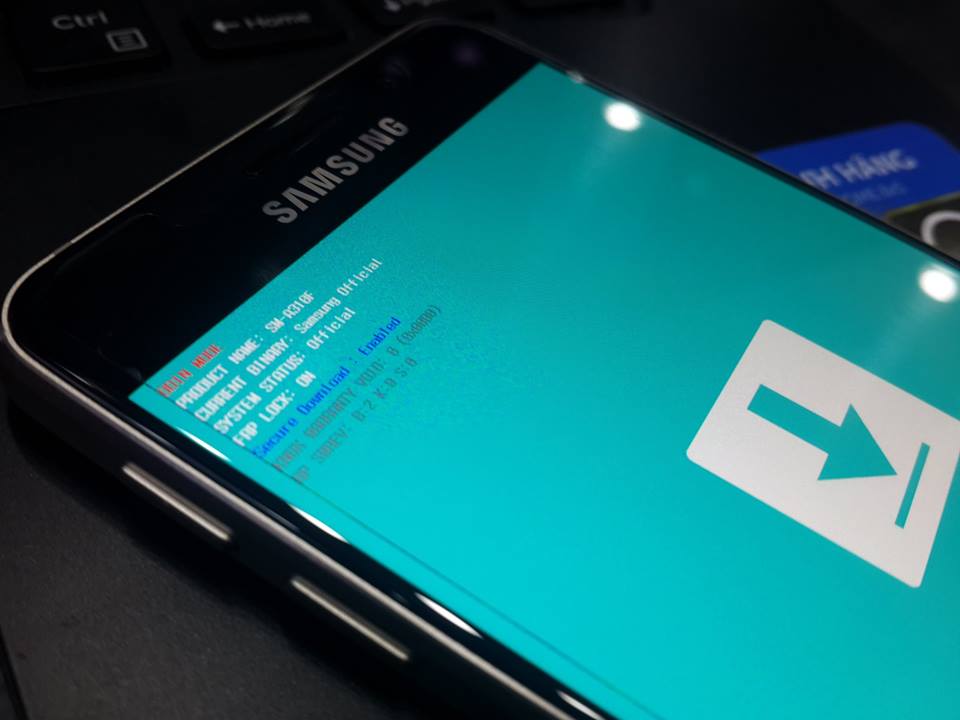 Ctrl
← Home
SAMSUNG
ODIN MODE
PRODUCT NAME: SM-A310F
CURRENT BINARY: Samsung Official
SYSTEM STATUS: Official
FRP LOCK: ON
Secure Download : Enabled
KNOX WARRANTY VOID: 0 (0x0000)
AP SWREV: B:2 K:0 S:0
HÀNG